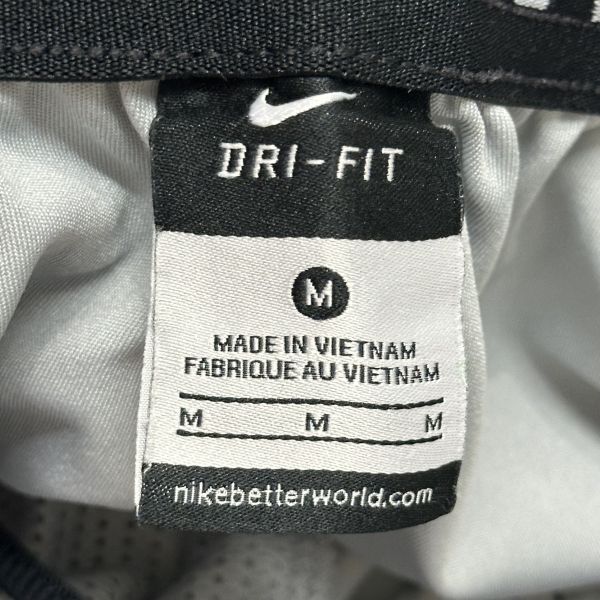 DRI-FIT
M
MADE IN VIETNAM
FABRIQUE AU VIETNAM
M M M
nikebetterworld.com